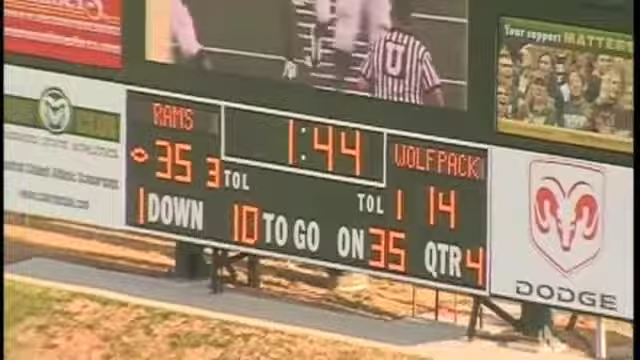 Your support MATTERS
U
RAMS 1:44 WOLFPACK
35 3 TOL TOL 1 14
1 DOWN 10 TO GO ON 35 QTR 4
DODGE